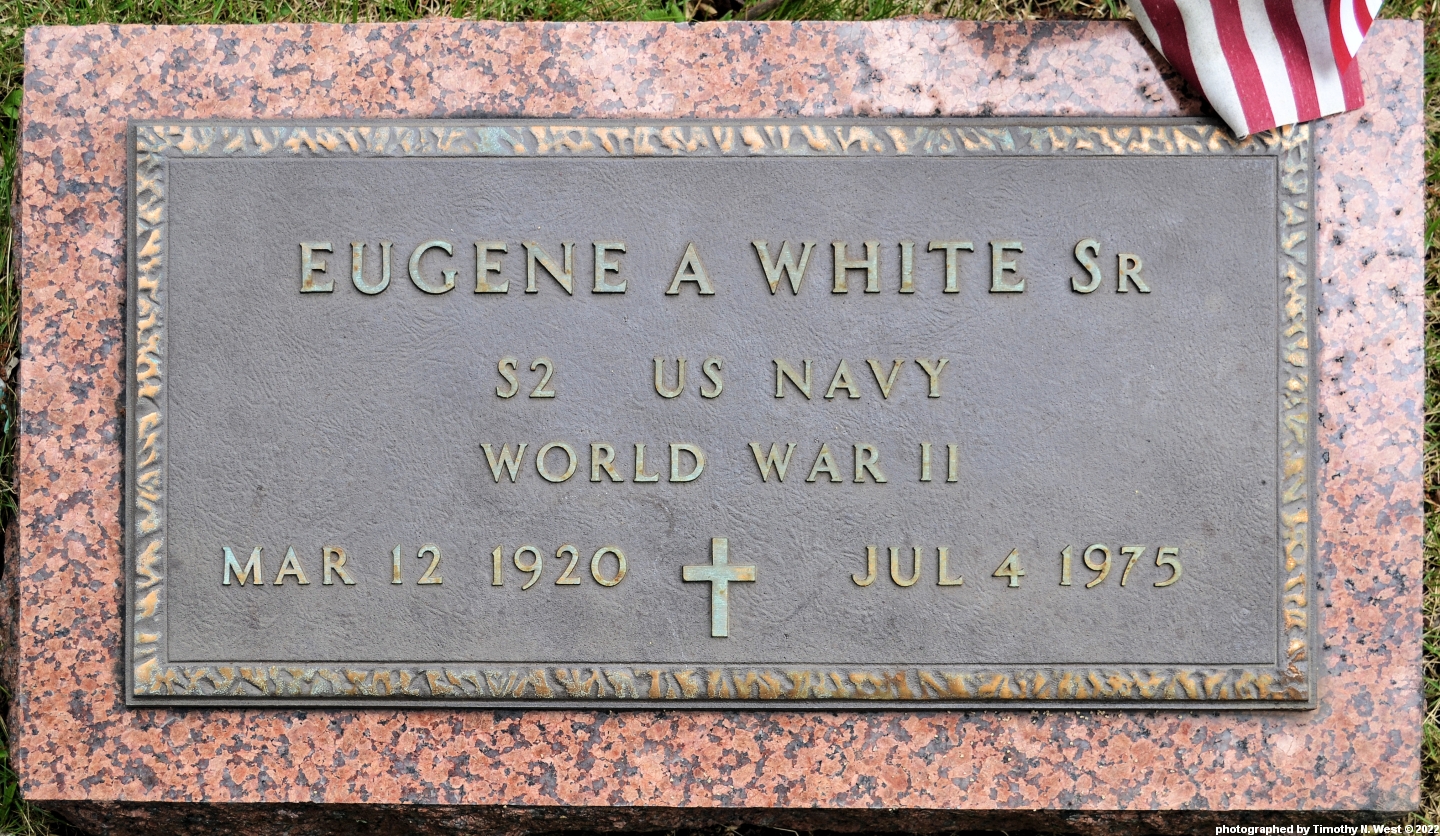 EUGENE A WHITE SR
S2 US NAVY
WORLD WAR II
MAR 12 1920 JUL 4 1975
photographed by Timothy N. West © 2022